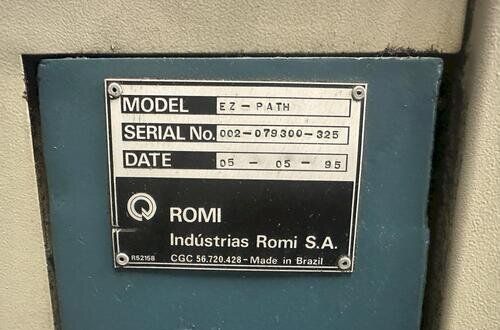 MODEL EZ-PATH
SERIAL No. 002-079300-325
DATE 05 - 05 - 95
ROMI
Indústrias Romi S.A.
R52158 CGC 56.720.428-Made in Brazil